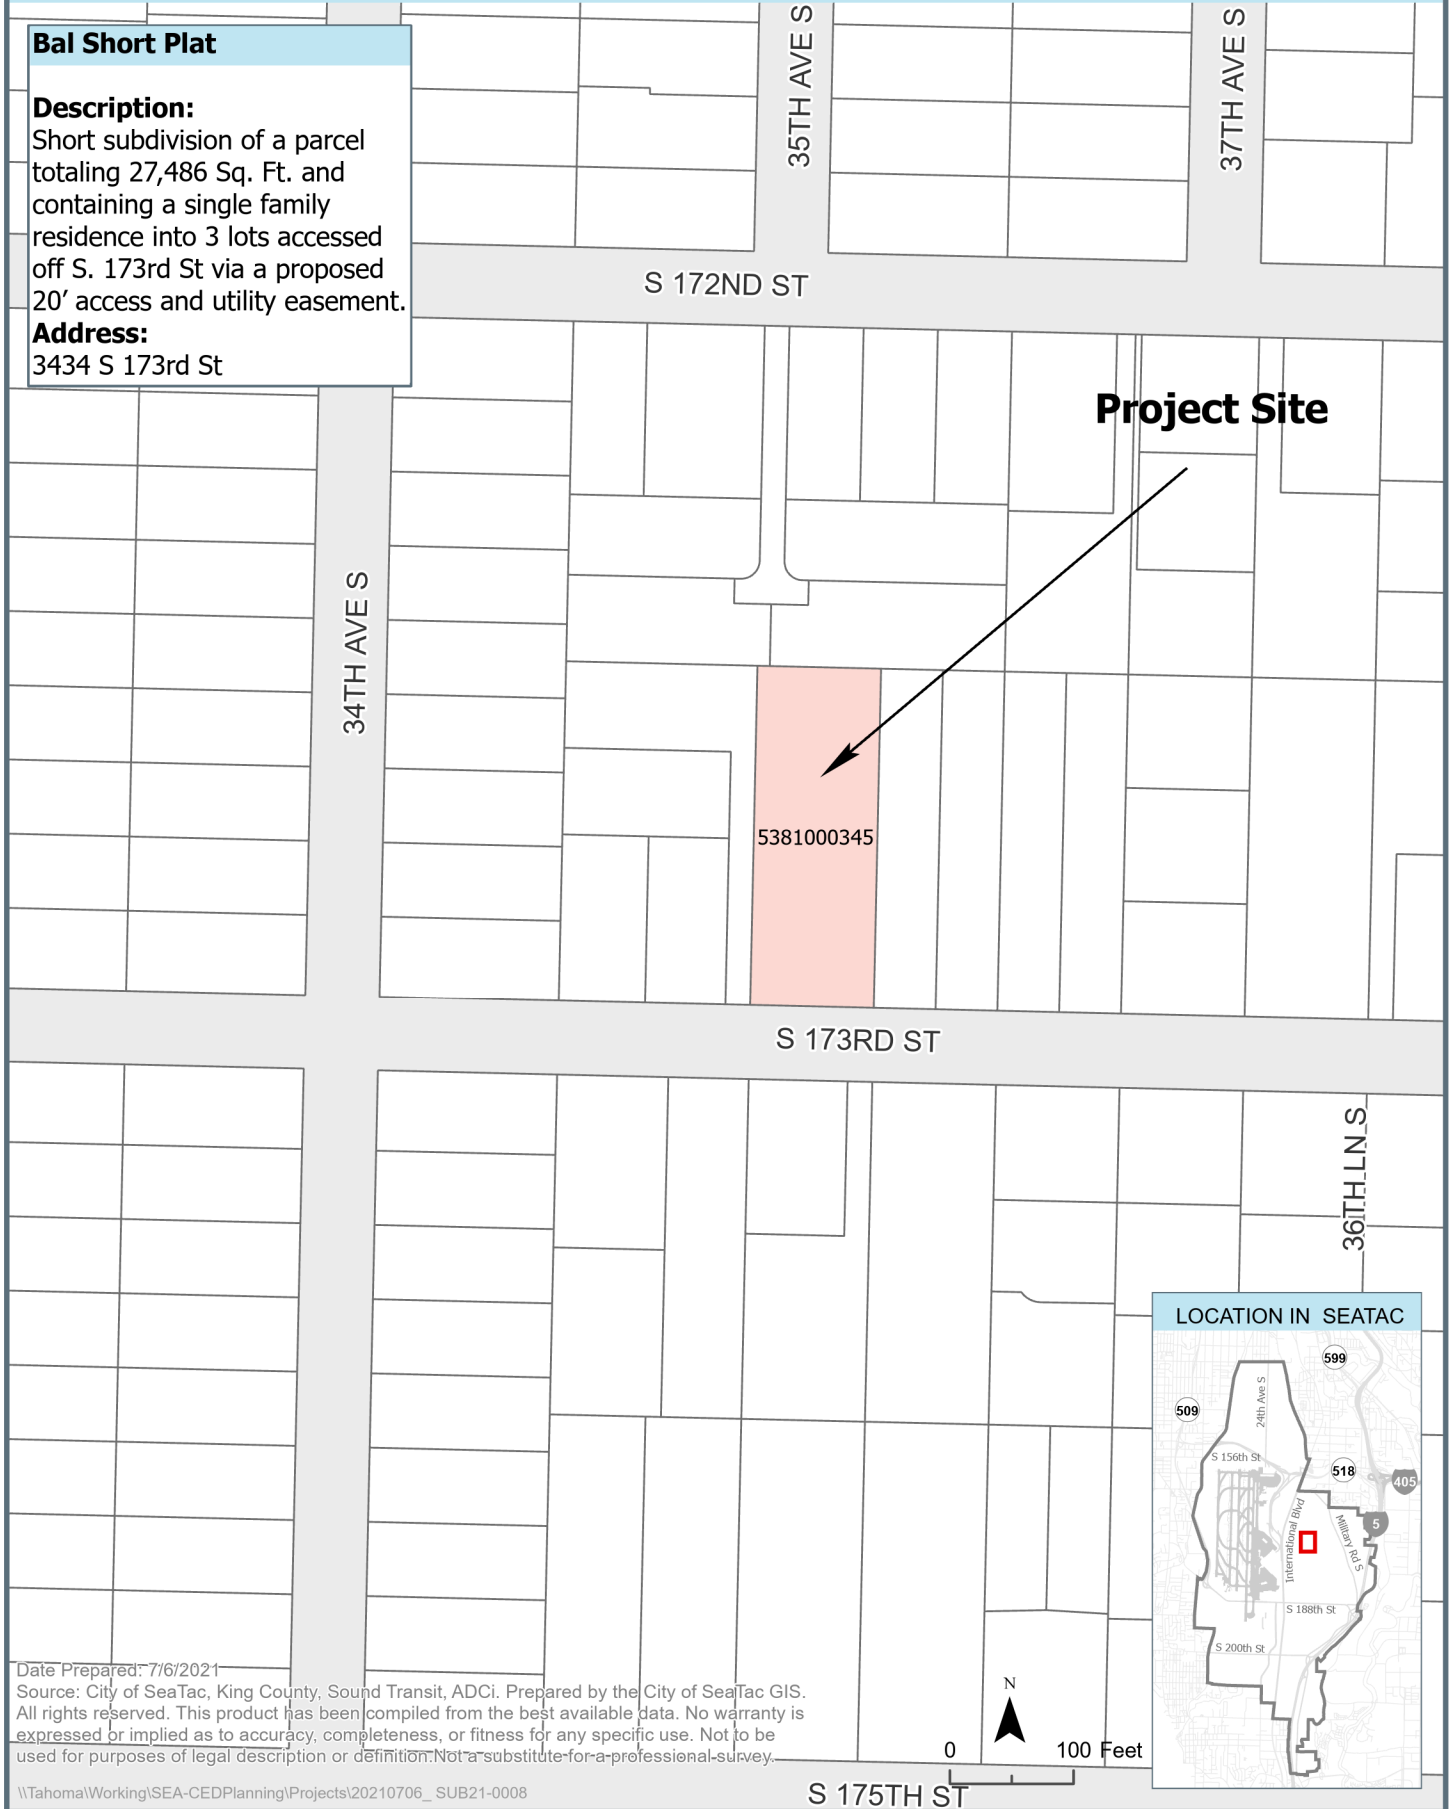 Bal Short Plat
Description:
Short subdivision of a parcel
totaling 27,486 Sq. Ft. and
containing a single family
residence into 3 lots accessed
off S. 173rd St via a proposed
20' access and utility easement.
Address:
3434 S 173rd St
35TH AVE S
37TH AVE S
S 172ND ST
Project Site
34TH AVE S
5381000345
S 173RD ST
36TH LN S
LOCATION IN SEATAC
599
509
24th Ave S
S 156th St
518
405
5
International Blvd
Military Rd S
S 188th St
S 200th St
Date Prepared: 7/6/2021
Source: City of SeaTac, King County, Sound Transit, ADCi. Prepared by the City of SeaTac GIS.
All rights reserved. This product has been compiled from the best available data. No warranty is
expressed or implied as to accuracy, completeness, or fitness for any specific use. Not to be
used for purposes of legal description or definition Not a substitute for a professional survey.
N
0 100 Feet
\\Tahoma\Working\SEA-CEDPlanning\Projects\20210706_ SUB21-0008
S 175TH ST